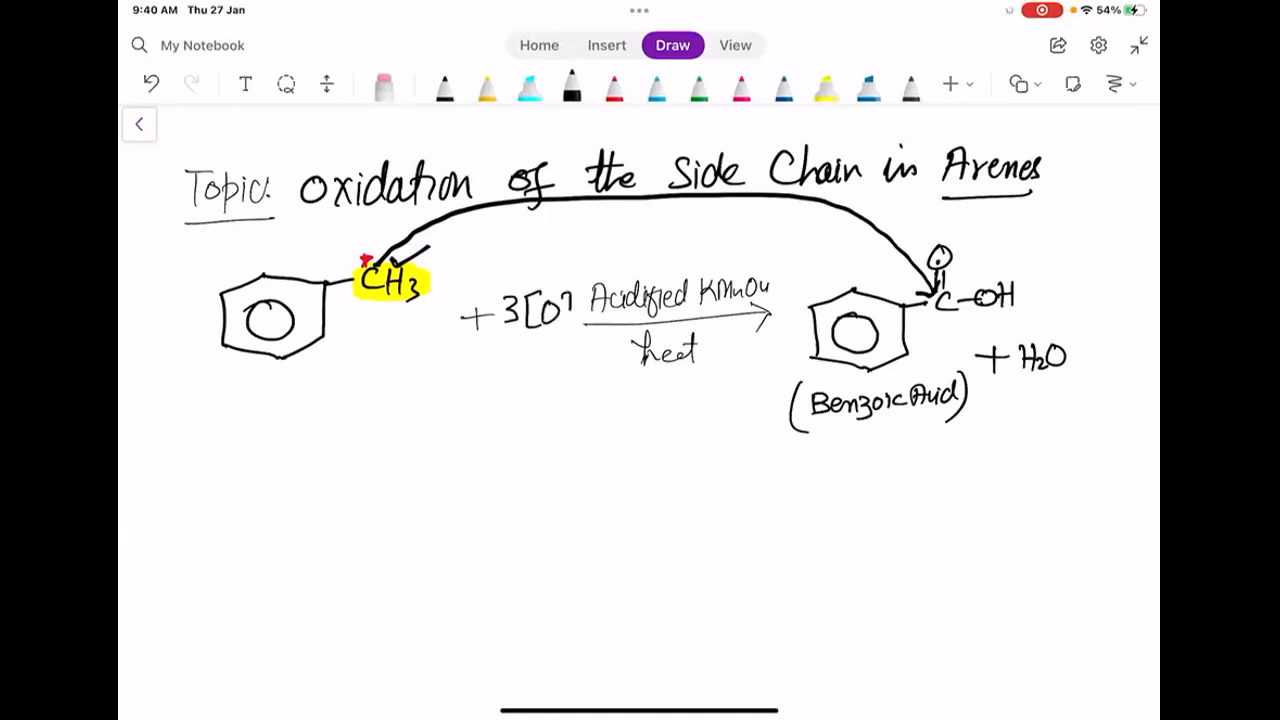 9:40 AM Thu 27 Jan
54%
My Notebook
Home Insert Draw View
Topic: Oxidation of the Side Chain in Arenes
CH3 + 3[O] Acidified KMnO4 C-OH
O
heat
+ H2O
(Benzoic Acid)